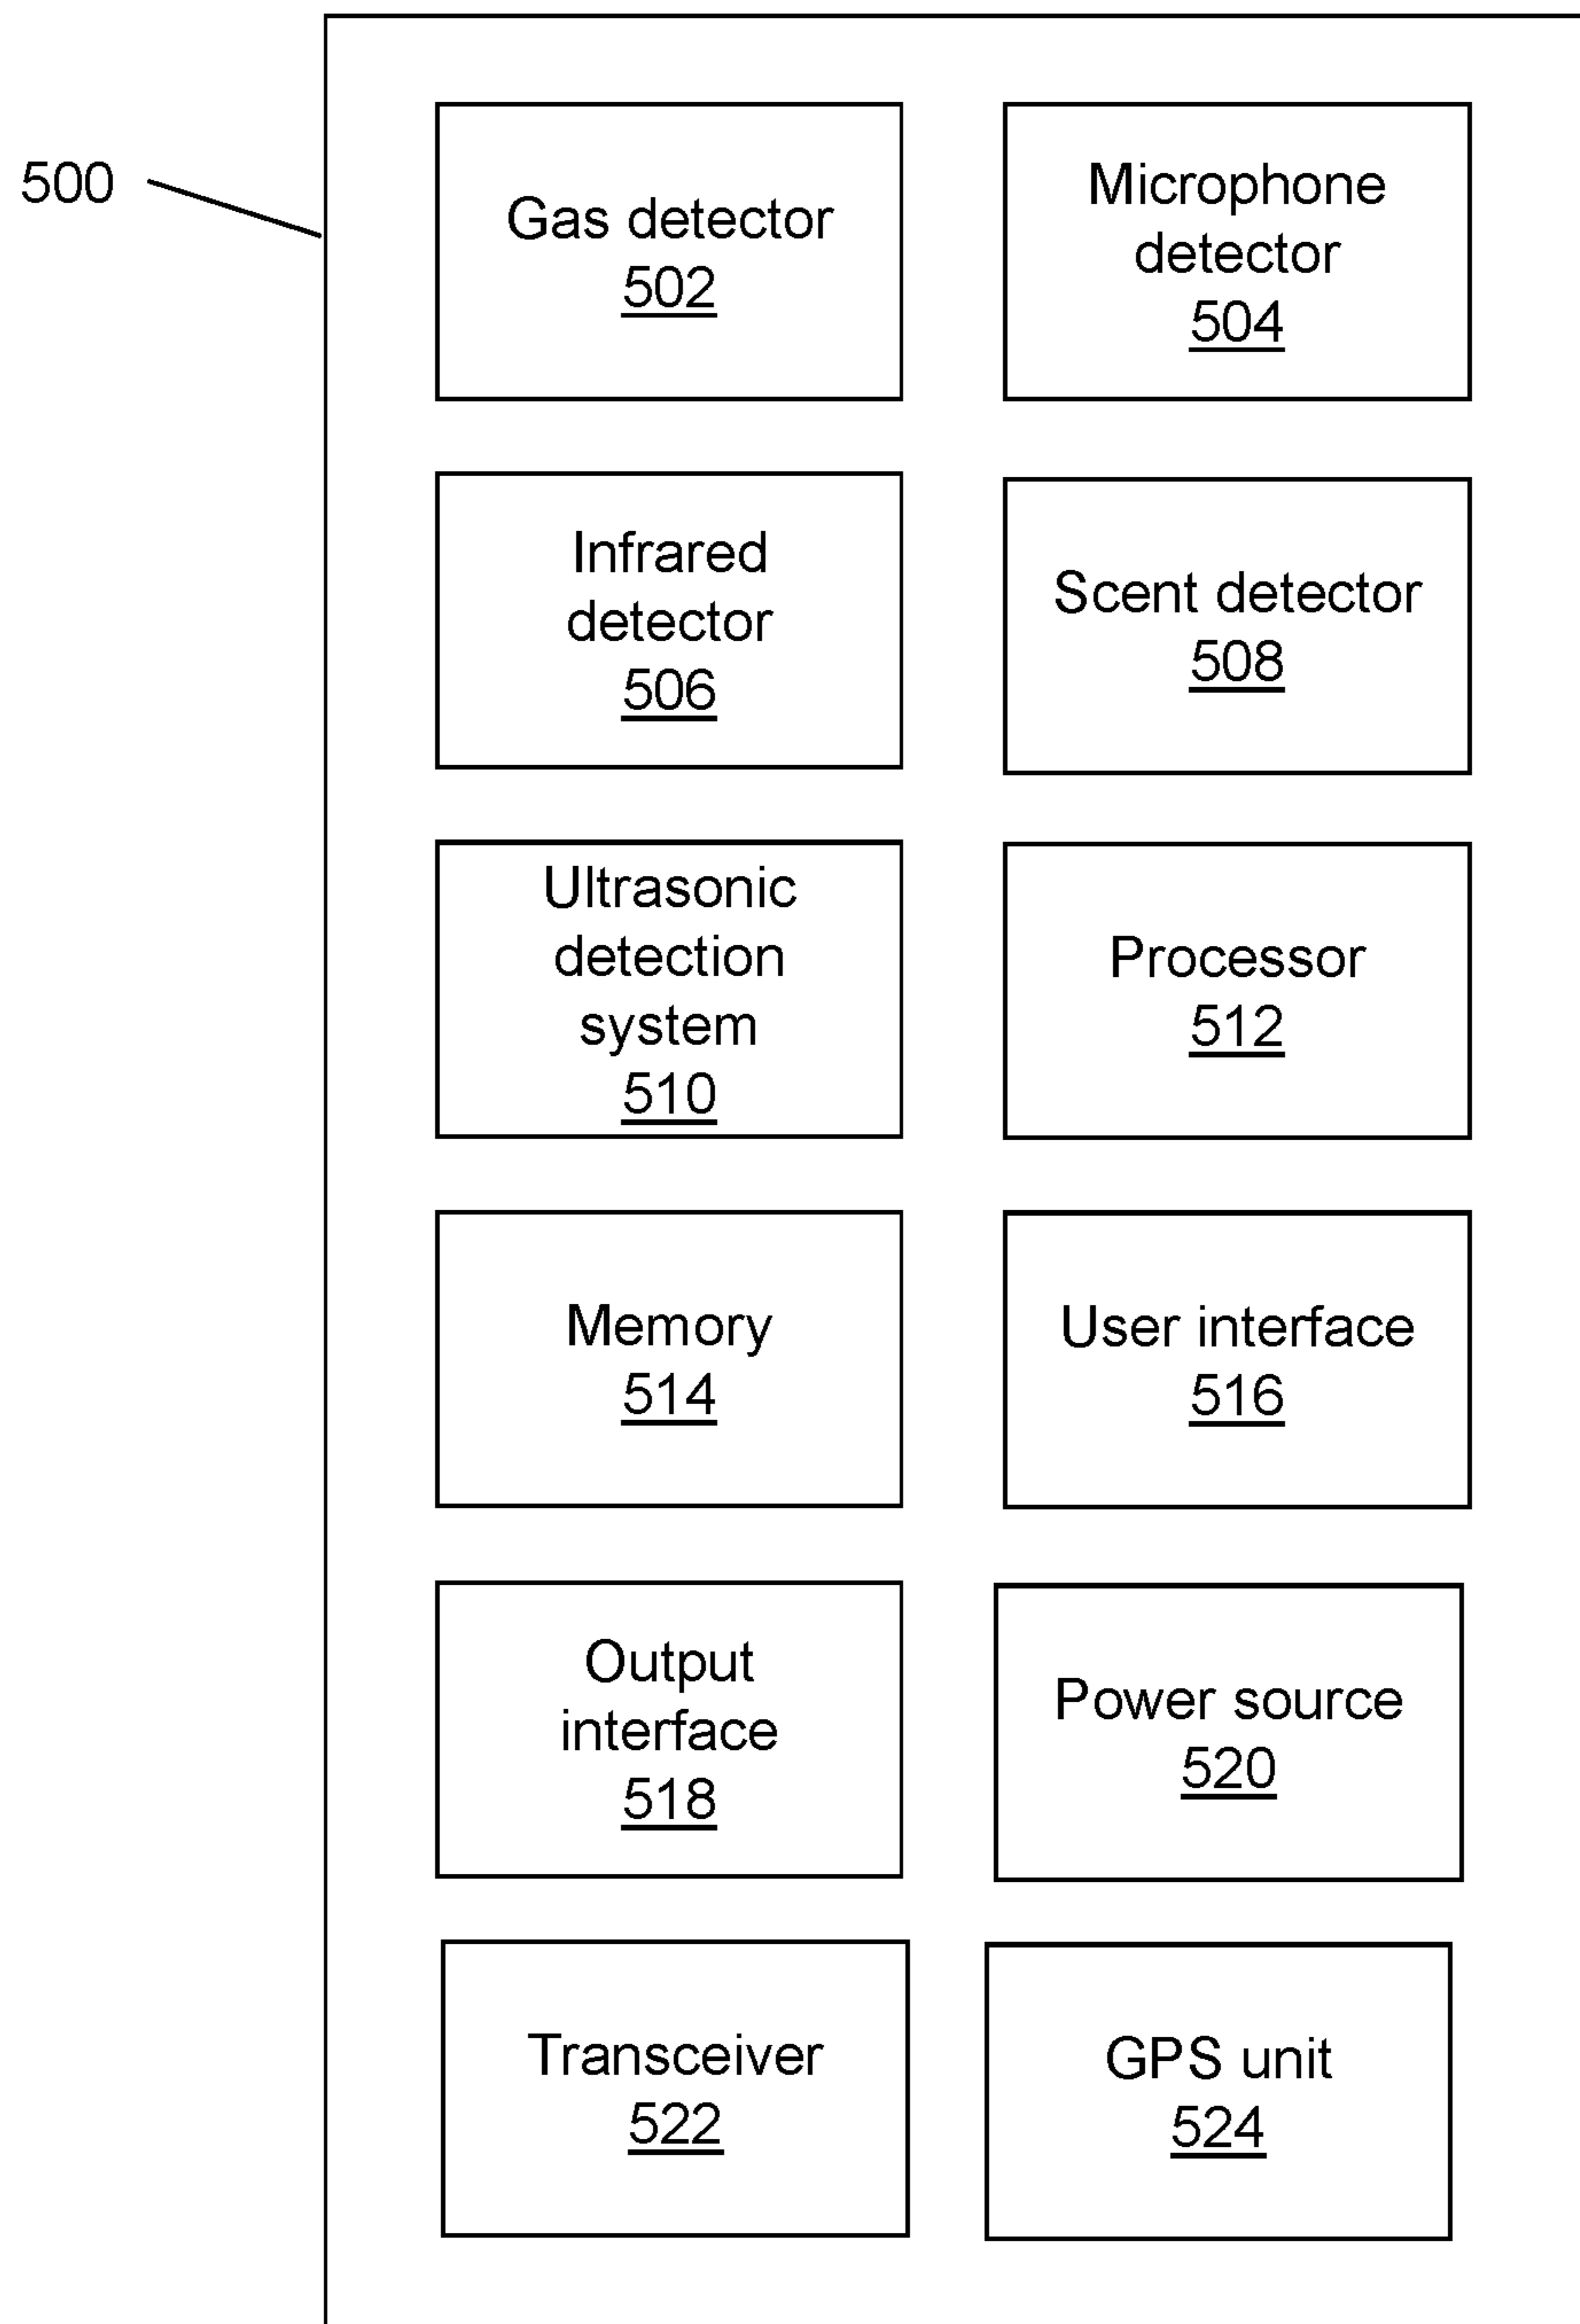 500
Gas detector
502
Microphone
detector
504
Infrared
detector
506
Scent detector
508
Ultrasonic
detection
system
510
Processor
512
Memory
514
User interface
516
Output
interface
518
Power source
520
Transceiver
522
GPS unit
524